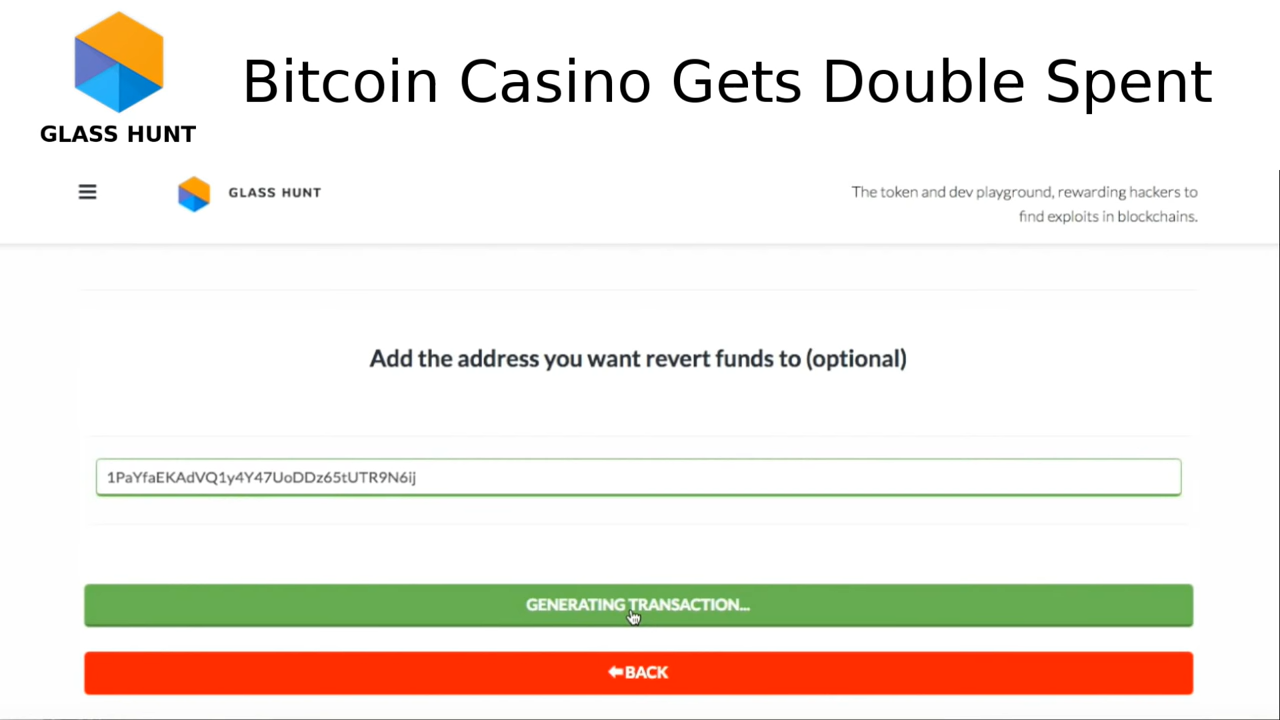 Bitcoin Casino Gets Double Spent
GLASS HUNT
GLASS HUNT
The token and dev playground, rewarding hackers to
find exploits in blockchains.
Add the address you want revert funds to (optional)
1PaYfaEKAdVQ1y4Y47UoDDz65tUTR9N6ij
GENERATING TRANSACTION...
BACK